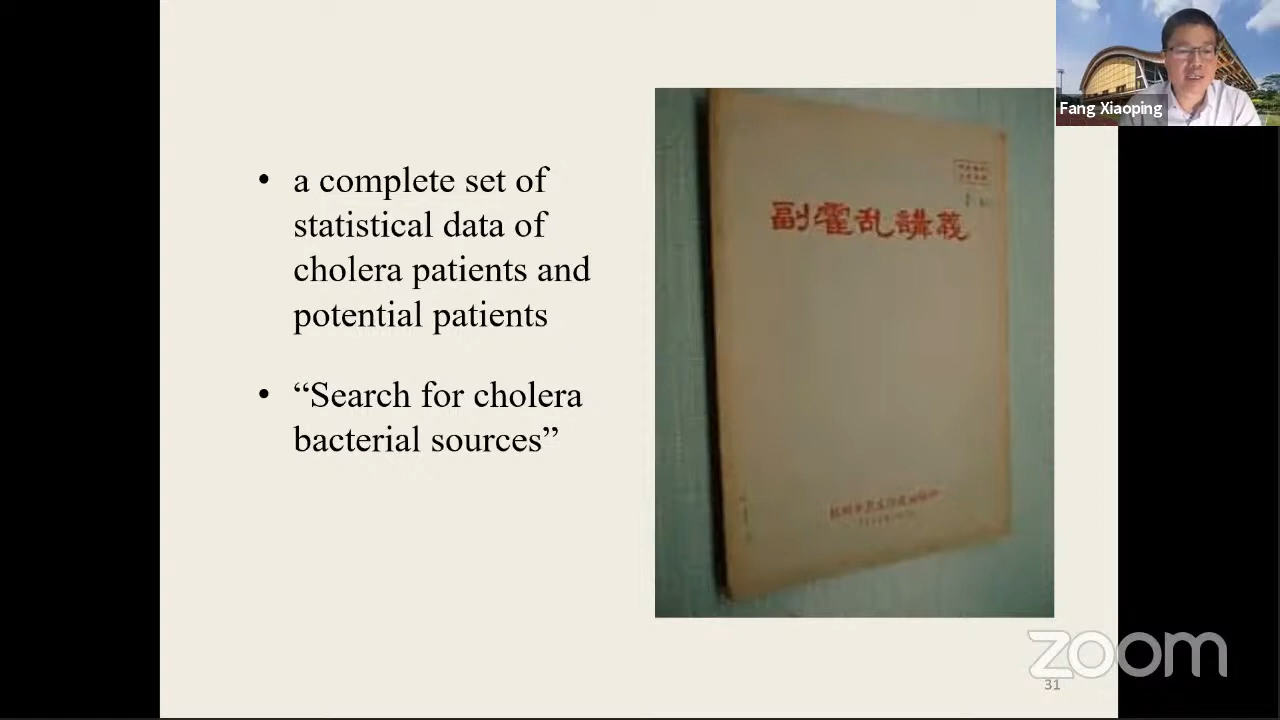 Fang Xiaoping
• a complete set of
statistical data of
cholera patients and
potential patients
• “Search for cholera
bacterial sources”
副霍乱講義
zoom
31